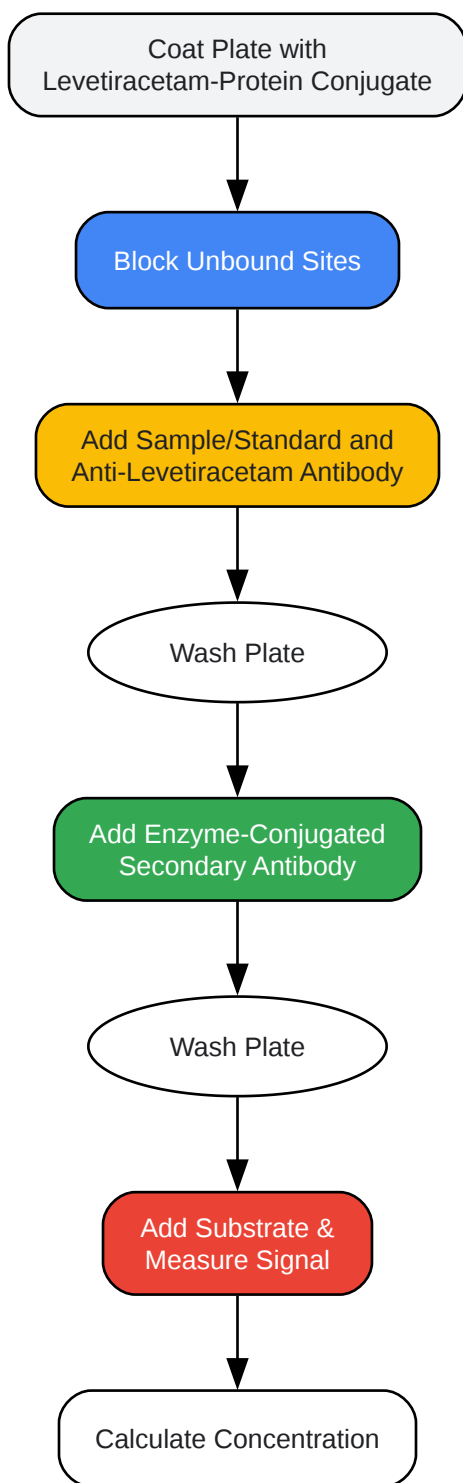 Coat Plate with
Levetiracetam-Protein Conjugate
Block Unbound Sites
Add Sample/Standard and
Anti-Levetiracetam Antibody
Wash Plate
Add Enzyme-Conjugated
Secondary Antibody
Wash Plate
Add Substrate &
Measure Signal
Calculate Concentration